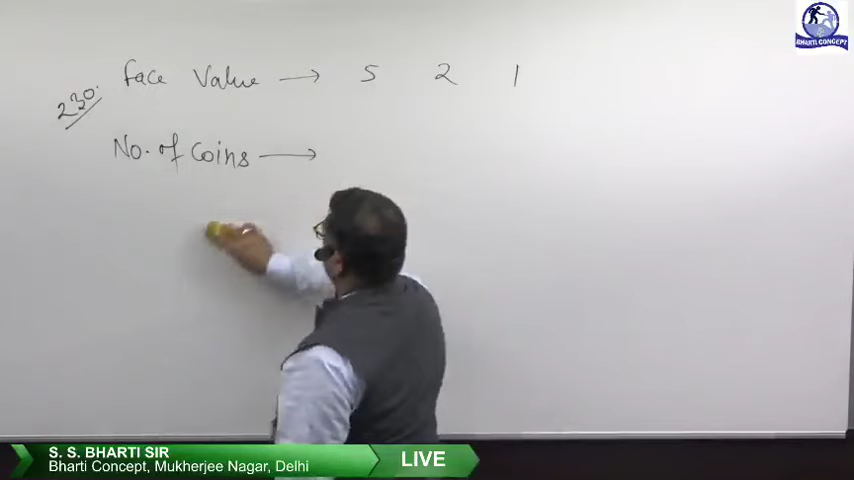 BHARTI CONCEPT
230. Face Value → 5 2 1
No. of Coins →
S. S. BHARTI SIR
Bharti Concept, Mukherjee Nagar, Delhi
LIVE